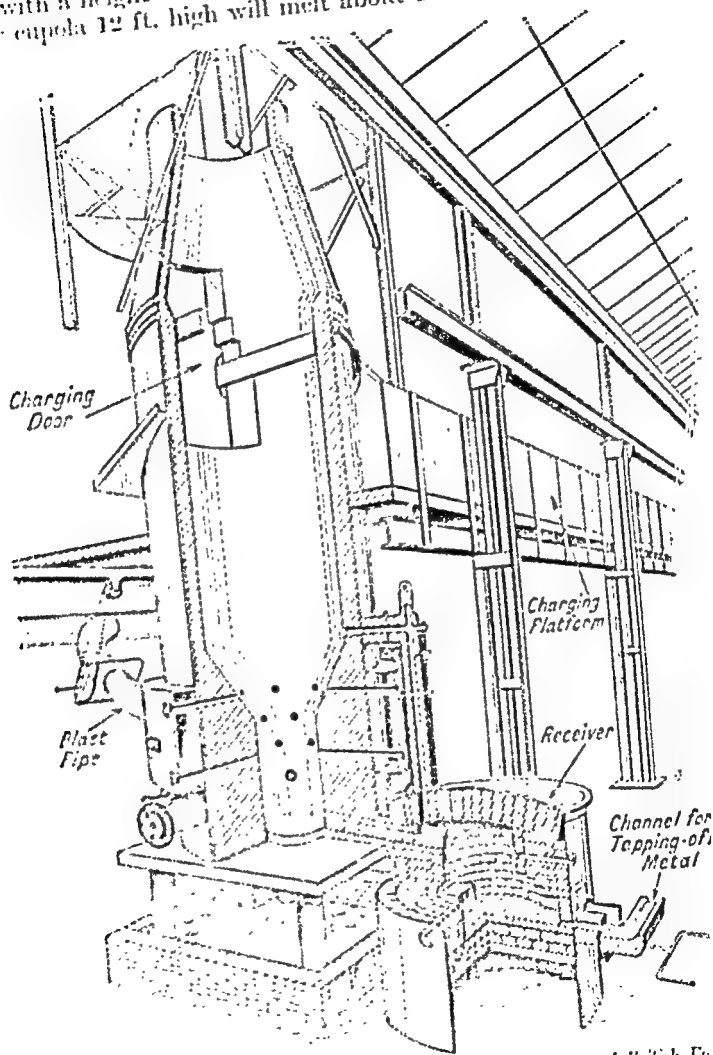 with a height
cupola 12 ft. high will melt about
Charging
Door
Charging
Platform
Blast
Pipe
Receiver
Channel for
Tapping-off
Metal